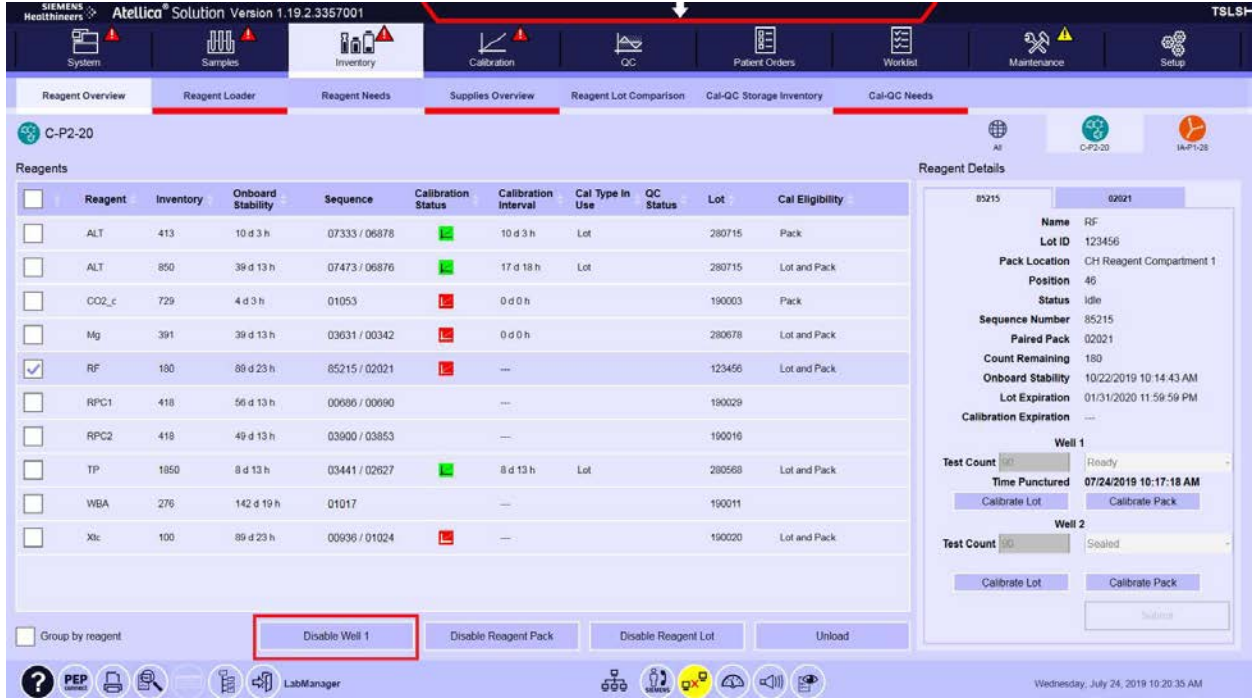 SIEMENS
Healthineers Atellica® Solution Version 1.19.2.3357001
TSLSH
System Samples Inventory Calibration QC Patient Orders Worklist Maintenance Setup
Reagent Overview Reagent Loader Reagent Needs Supplies Overview Reagent Lot Comparison Cal-QC Storage Inventory Cal-QC Needs
C-P2-20
All C-P2-20 IA-P1-28
Reagents
Reagent Inventory Onboard Stability Sequence Calibration Status Calibration Interval Cal Type In Use QC Status Lot Cal Eligibility
ALT 413 10 d 3 h 07333 / 06878 10 d 3 h Lot 280715 Pack
ALT 850 39 d 13 h 07473 / 06876 17 d 18 h Lot 280715 Lot and Pack
CO2_c 729 4 d 3 h 01053 0 d 0 h 190003 Pack
Mg 391 39 d 13 h 03631 / 00342 0 d 0 h 280678 Lot and Pack
RF 180 89 d 23 h 85215 / 02021 --- 123456 Lot and Pack
RPC1 418 56 d 13 h 00686 / 00690 --- 190029
RPC2 418 49 d 13 h 03900 / 03853 --- 190016
TP 1850 8 d 13 h 03441 / 02627 8 d 13 h Lot 280568 Lot and Pack
WBA 276 142 d 19 h 01017 --- 190011
Xtc 100 89 d 23 h 00936 / 01024 --- 190020 Lot and Pack
Group by reagent
Disable Well 1 Disable Reagent Pack Disable Reagent Lot Unload
Reagent Details
85215 02021
Name RF
Lot ID 123456
Pack Location CH Reagent Compartment 1
Position 46
Status Idle
Sequence Number 85215
Paired Pack 02021
Count Remaining 180
Onboard Stability 10/22/2019 10:14:43 AM
Lot Expiration 01/31/2020 11:59:59 PM
Calibration Expiration ---
Well 1
Test Count 90 Ready
Time Punctured 07/24/2019 10:17:18 AM
Calibrate Lot Calibrate Pack
Well 2
Test Count 90 Sealed
Calibrate Lot Calibrate Pack
Submit
? PEP connect LabManager SIEMENS
Wednesday, July 24, 2019 10:20:35 AM